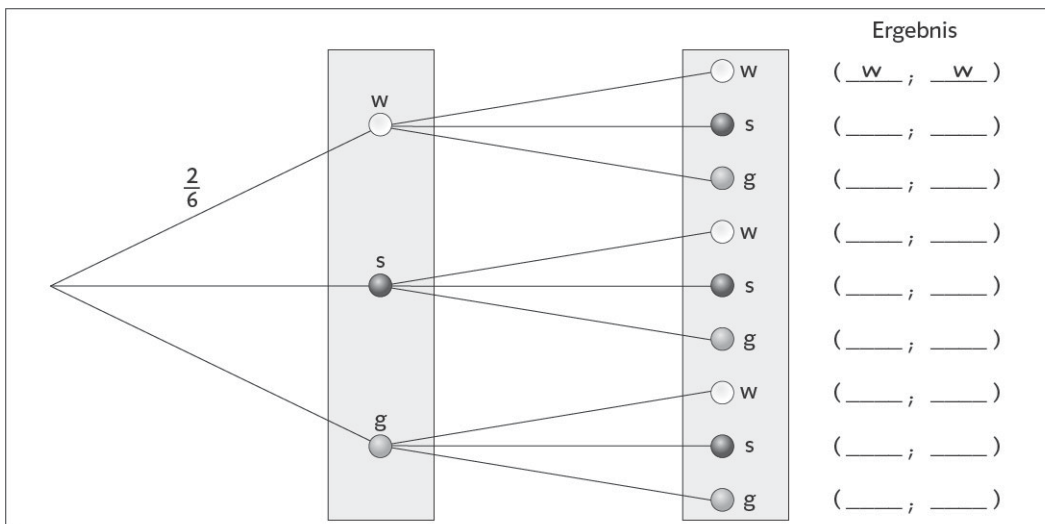 Ergebnis
w ( w ; w )
w
s ( ____ ; ____ )
2/6
g ( ____ ; ____ )
w ( ____ ; ____ )
s
s ( ____ ; ____ )
g ( ____ ; ____ )
w ( ____ ; ____ )
g
s ( ____ ; ____ )
g ( ____ ; ____ )